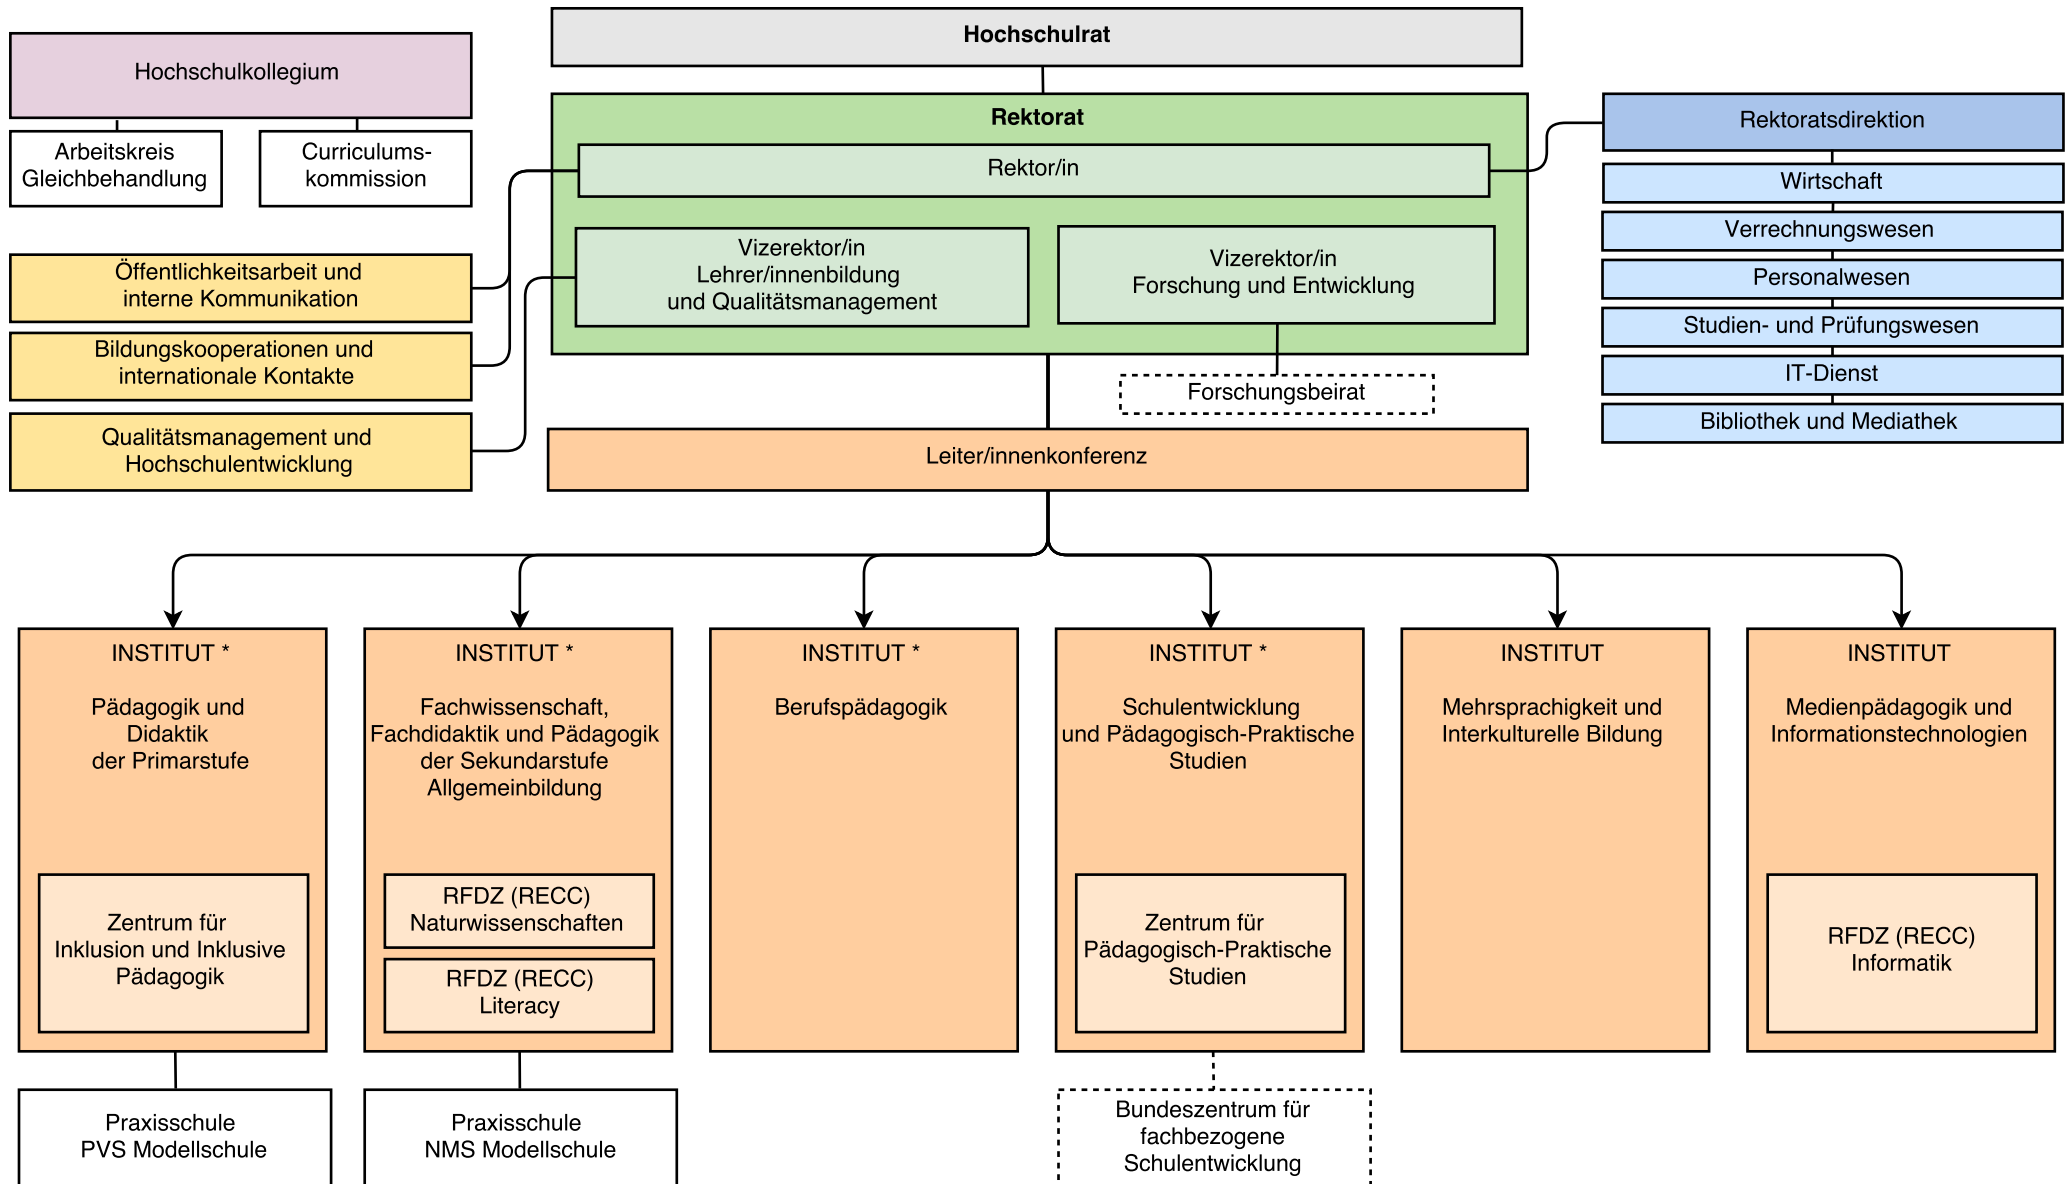 Hochschulrat
Hochschulkollegium
Arbeitskreis
Gleichbehandlung
Curriculums-
kommission
Rektorat
Rektor/in
Vizerektor/in
Lehrer/innenbildung
und Qualitätsmanagement
Vizerektor/in
Forschung und Entwicklung
Forschungsbeirat
Rektoratsdirektion
Wirtschaft
Verrechnungswesen
Personalwesen
Studien- und Prüfungswesen
IT-Dienst
Bibliothek und Mediathek
Öffentlichkeitsarbeit und
interne Kommunikation
Bildungskooperationen und
internationale Kontakte
Qualitätsmanagement und
Hochschulentwicklung
Leiter/innenkonferenz
INSTITUT *
Pädagogik und
Didaktik
der Primarstufe
Zentrum für
Inklusion und Inklusive
Pädagogik
Praxisschule
PVS Modellschule
INSTITUT *
Fachwissenschaft,
Fachdidaktik und Pädagogik
der Sekundarstufe
Allgemeinbildung
RFDZ (RECC)
Naturwissenschaften
RFDZ (RECC)
Literacy
Praxisschule
NMS Modellschule
INSTITUT *
Berufspädagogik
INSTITUT *
Schulentwicklung
und Pädagogisch-Praktische
Studien
Zentrum für
Pädagogisch-Praktische
Studien
Bundeszentrum für
fachbezogene
Schulentwicklung
INSTITUT
Mehrsprachigkeit und
Interkulturelle Bildung
INSTITUT
Medienpädagogik und
Informationstechnologien
RFDZ (RECC)
Informatik